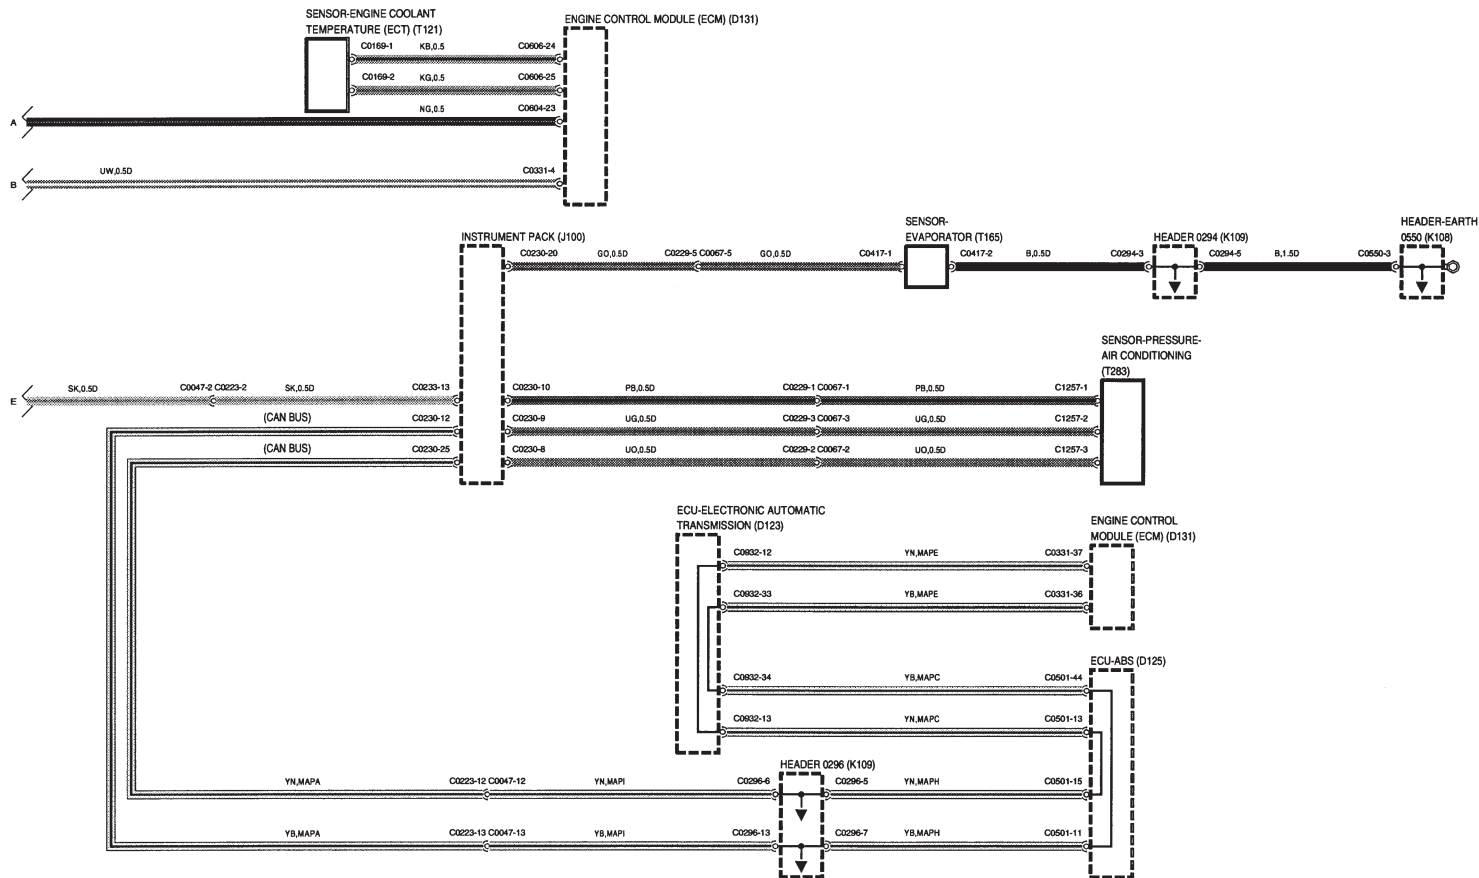 SENSOR-ENGINE COOLANT
TEMPERATURE (ECT) (T121)
ENGINE CONTROL MODULE (ECM) (D131)
C0169-1 KB,0.5 C0606-24
C0169-2 KG,0.5 C0606-25
A NG,0.5 C0604-23
B UW,0.5D C0331-4
INSTRUMENT PACK (J100)
SENSOR-
EVAPORATOR (T165)
HEADER 0294 (K109)
HEADER-EARTH
0550 (K108)
C0230-20 GO,0.5D C0229-5 C0067-5 GO,0.5D C0417-1 C0417-2 B,0.5D C0294-3 C0294-5 B,1.5D C0550-3
SENSOR-PRESSURE-
AIR CONDITIONING
(T283)
E SK,0.5D C0047-2 C0223-2 SK,0.5D C0233-13 C0230-10 PB,0.5D C0229-1 C0067-1 PB,0.5D C1257-1
(CAN BUS) C0230-12 C0230-9 UG,0.5D C0229-3 C0067-3 UG,0.5D C1257-2
(CAN BUS) C0230-25 C0230-8 UO,0.5D C0229-2 C0067-2 UO,0.5D C1257-3
ECU-ELECTRONIC AUTOMATIC
TRANSMISSION (D123)
ENGINE CONTROL
MODULE (ECM) (D131)
C0932-12 YN,MAPE C0331-37
C0932-33 YB,MAPE C0331-36
ECU-ABS (D125)
C0932-34 YB,MAPC C0501-44
C0932-13 YN,MAPC C0501-13
HEADER 0296 (K109)
YN,MAPA C0223-12 C0047-12 YN,MAPI C0296-6 C0296-5 YN,MAPH C0501-15
YB,MAPA C0223-13 C0047-13 YB,MAPI C0296-13 C0296-7 YB,MAPH C0501-11